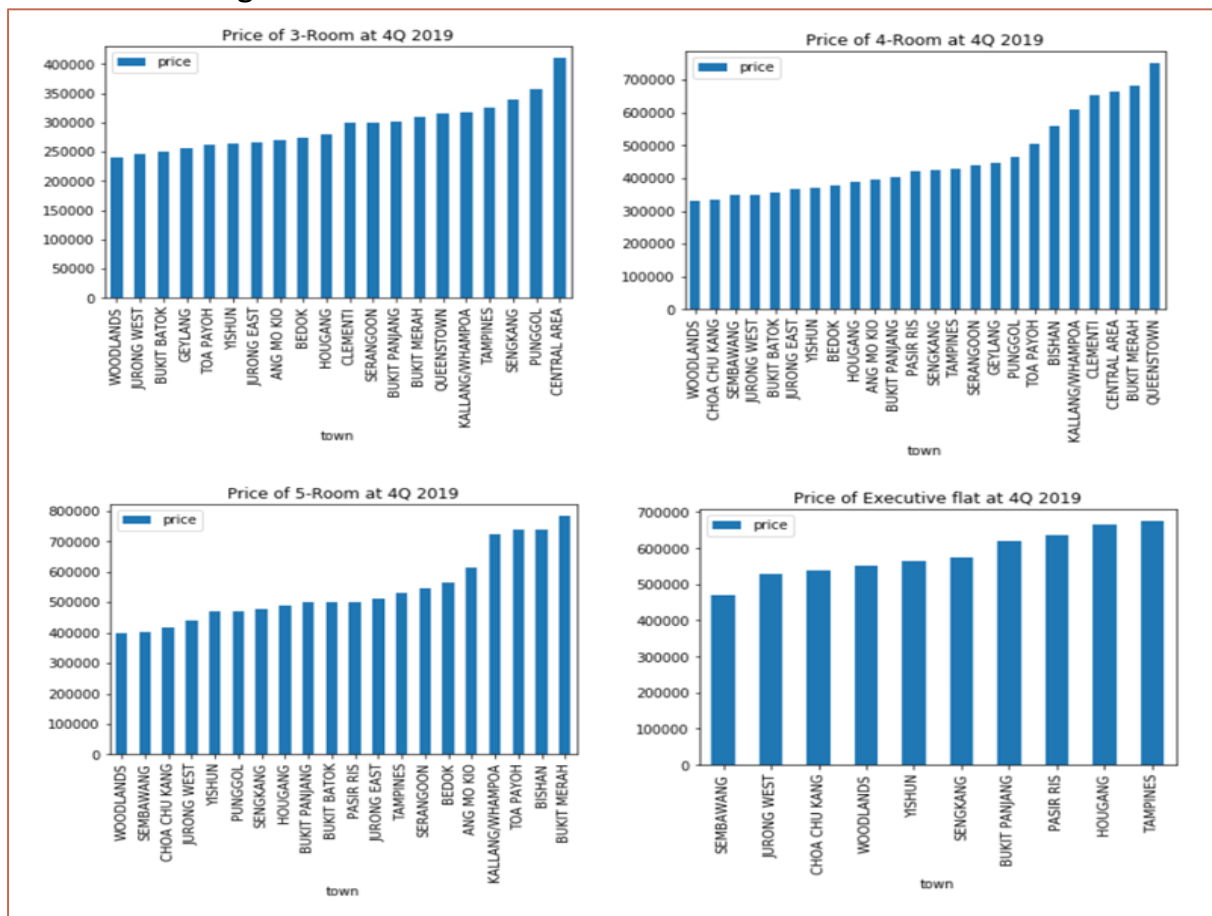 Price of 3-Room at 4Q 2019
price
400000
350000
300000
250000
200000
150000
100000
50000
0
WOODLANDS
JURONG WEST
BUKIT BATOK
GEYLANG
TOA PAYOH
YISHUN
JURONG EAST
ANG MO KIO
BEDOK
HOUGANG
CLEMENTI
SERANGOON
BUKIT PANJANG
BUKIT MERAH
QUEENSTOWN
KALLANG/WHAMPOA
TAMPINES
SENGKANG
PUNGGOL
CENTRAL AREA
town
Price of 4-Room at 4Q 2019
price
700000
600000
500000
400000
300000
200000
100000
0
WOODLANDS
CHOA CHU KANG
SEMBAWANG
JURONG WEST
BUKIT BATOK
JURONG EAST
YISHUN
BEDOK
HOUGANG
ANG MO KIO
BUKIT PANJANG
PASIR RIS
SENGKANG
TAMPINES
SERANGOON
GEYLANG
PUNGGOL
TOA PAYOH
BISHAN
KALLANG/WHAMPOA
CLEMENTI
CENTRAL AREA
BUKIT MERAH
QUEENSTOWN
town
Price of 5-Room at 4Q 2019
price
800000
700000
600000
500000
400000
300000
200000
100000
0
WOODLANDS
SEMBAWANG
CHOA CHU KANG
JURONG WEST
YISHUN
PUNGGOL
SENGKANG
HOUGANG
BUKIT PANJANG
BUKIT BATOK
PASIR RIS
JURONG EAST
TAMPINES
SERANGOON
BEDOK
ANG MO KIO
KALLANG/WHAMPOA
TOA PAYOH
BISHAN
BUKIT MERAH
town
Price of Executive flat at 4Q 2019
price
700000
600000
500000
400000
300000
200000
100000
0
SEMBAWANG
JURONG WEST
CHOA CHU KANG
WOODLANDS
YISHUN
SENGKANG
BUKIT PANJANG
PASIR RIS
HOUGANG
TAMPINES
town